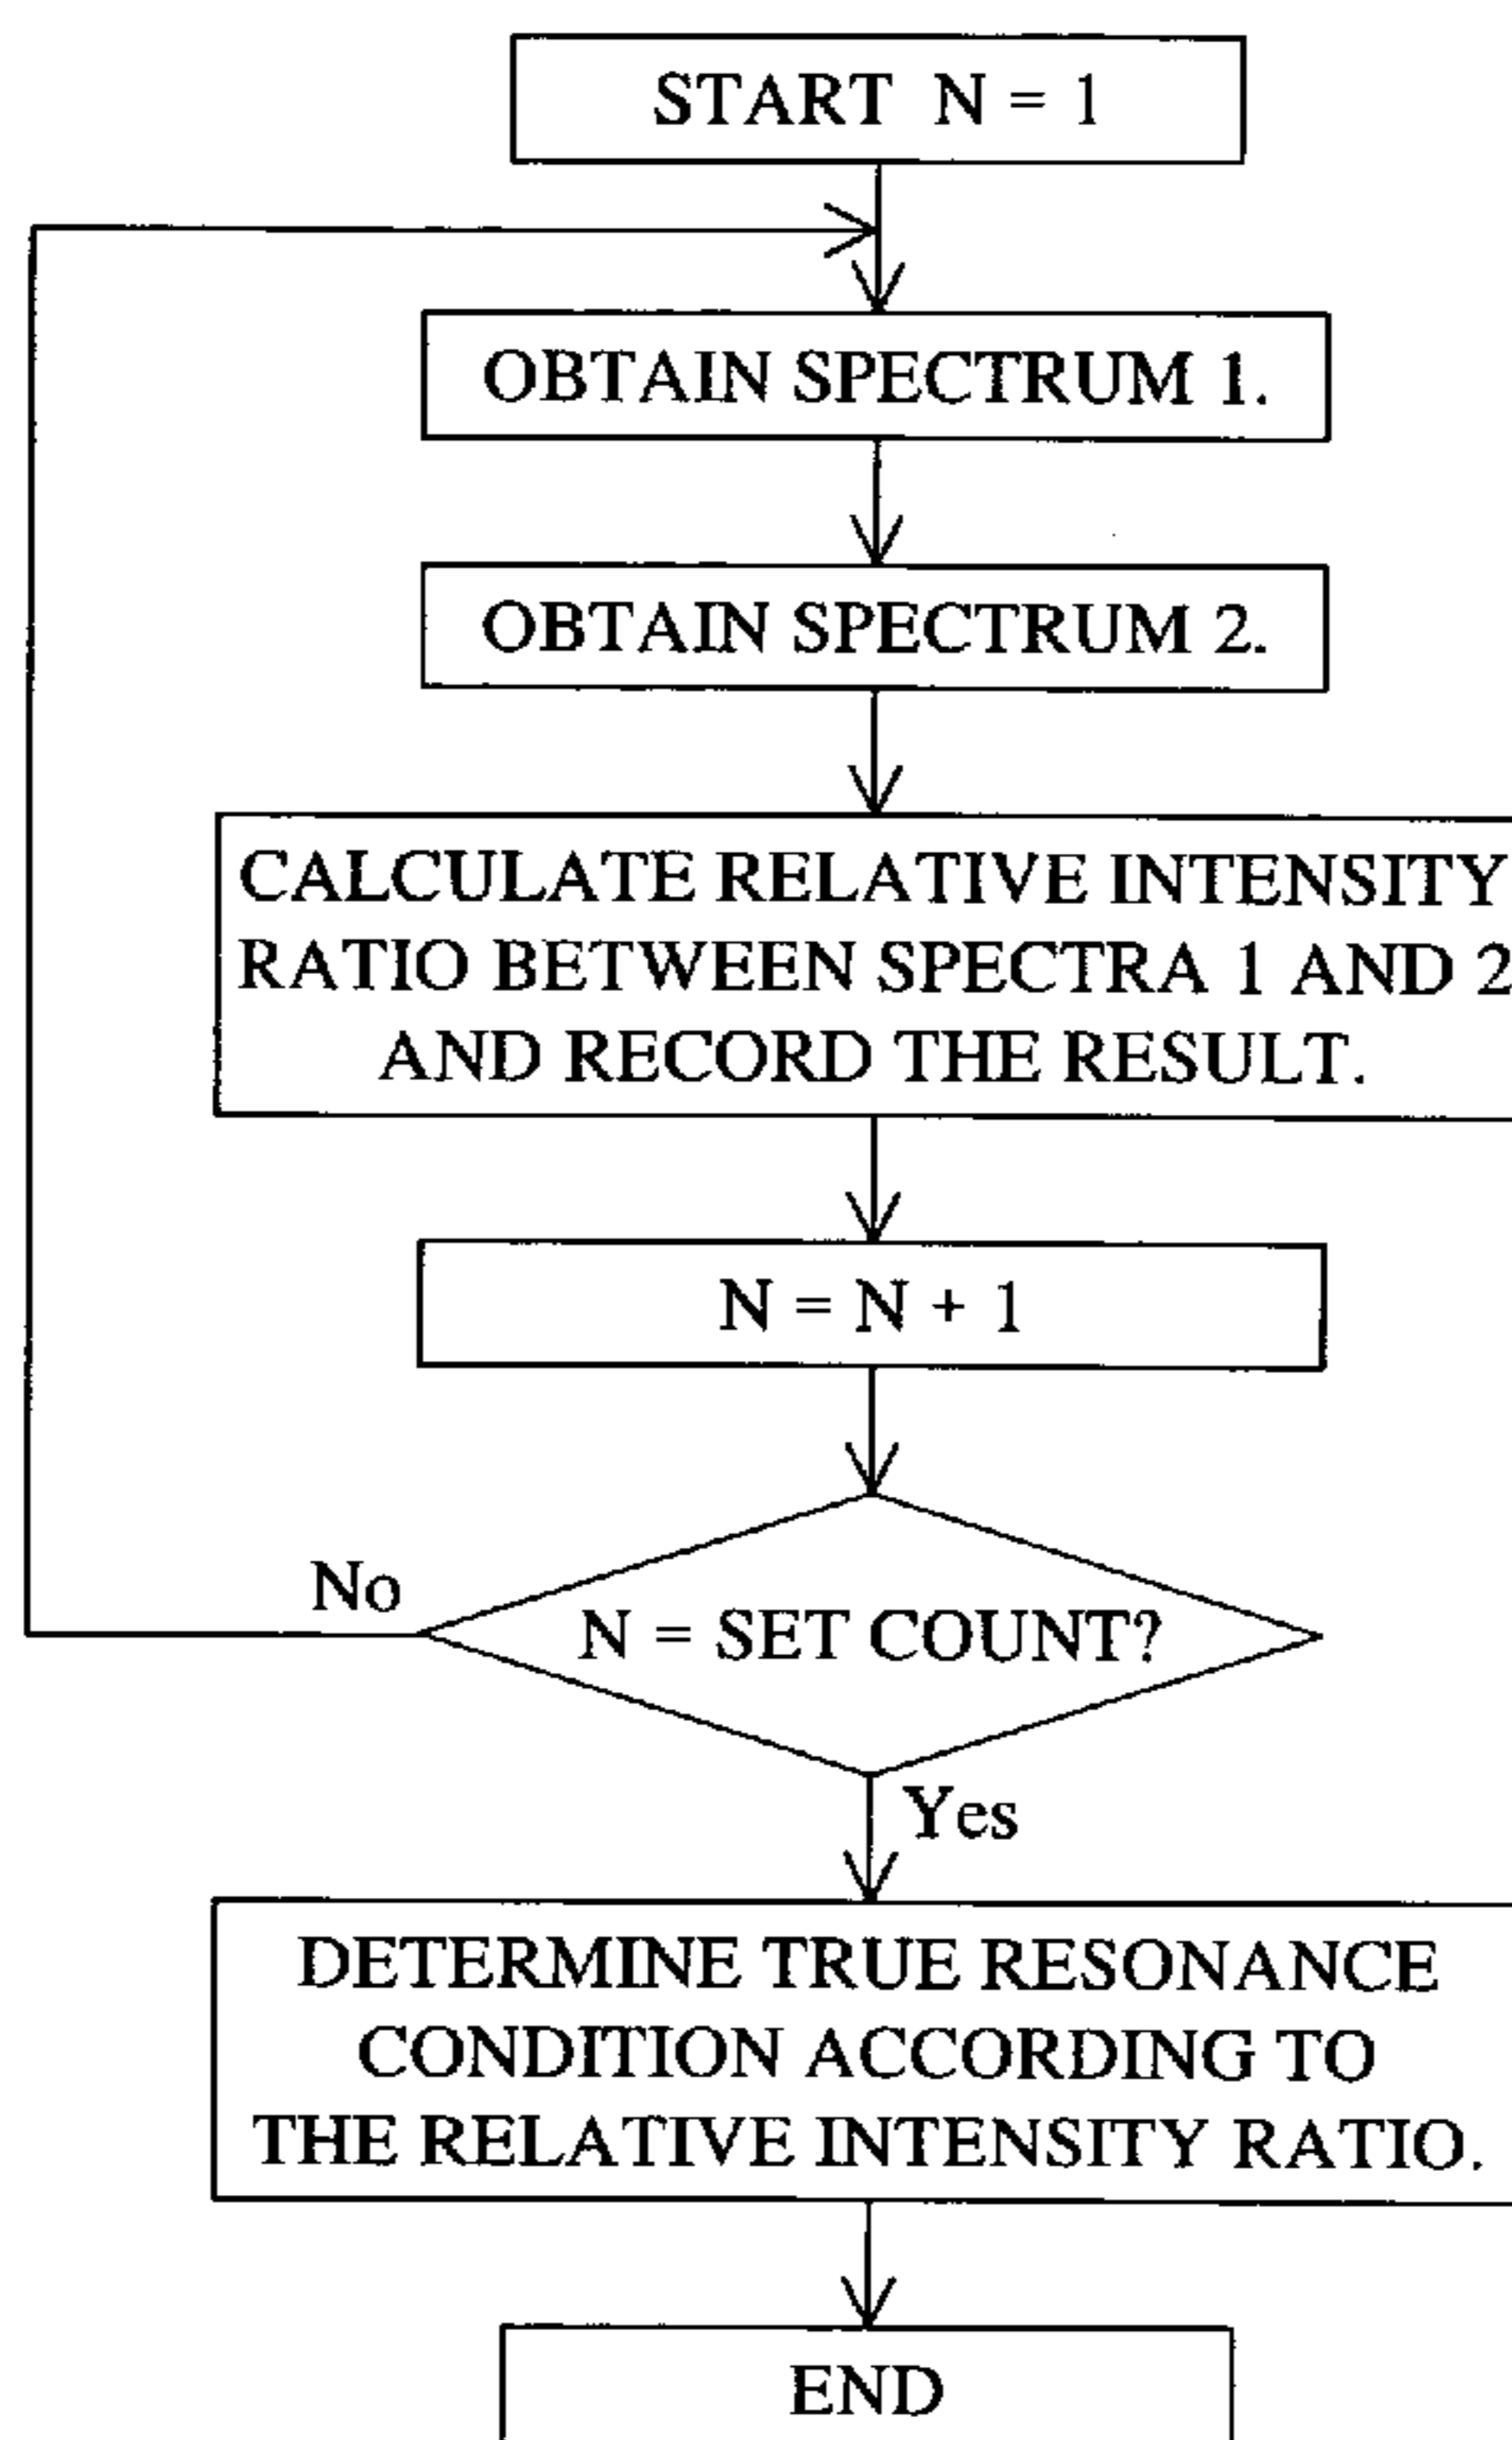 START N = 1
OBTAIN SPECTRUM 1.
OBTAIN SPECTRUM 2.
CALCULATE RELATIVE INTENSITY
RATIO BETWEEN SPECTRA 1 AND 2
AND RECORD THE RESULT.
N = N + 1
No
N = SET COUNT?
Yes
DETERMINE TRUE RESONANCE
CONDITION ACCORDING TO
THE RELATIVE INTENSITY RATIO.
END